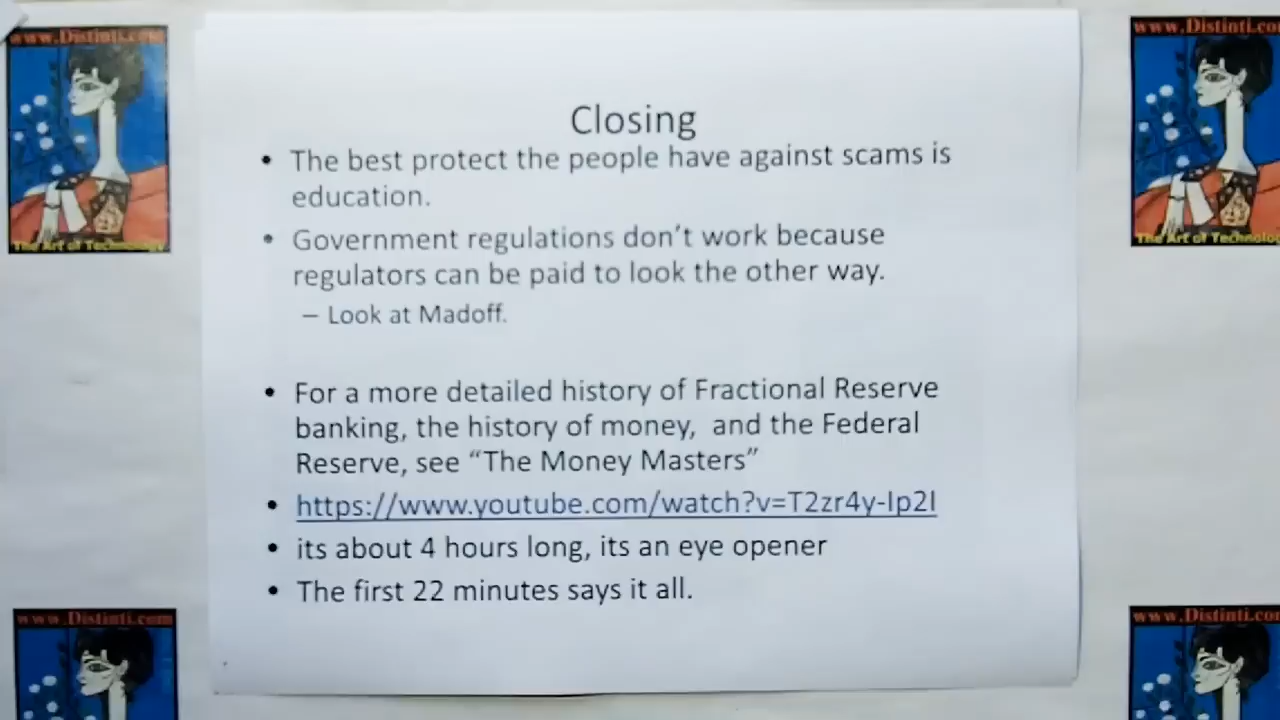 www.Distinti.com
www.Distinti.co
The Art of Technology
The Art of Technolo
Closing
• The best protect the people have against scams is
education.
• Government regulations don't work because
regulators can be paid to look the other way.
– Look at Madoff.
• For a more detailed history of Fractional Reserve
banking, the history of money, and the Federal
Reserve, see “The Money Masters”
• https://www.youtube.com/watch?v=T2zr4y-Ip2I
• its about 4 hours long, its an eye opener
• The first 22 minutes says it all.
www.Distinti.com
www.Distinti.co